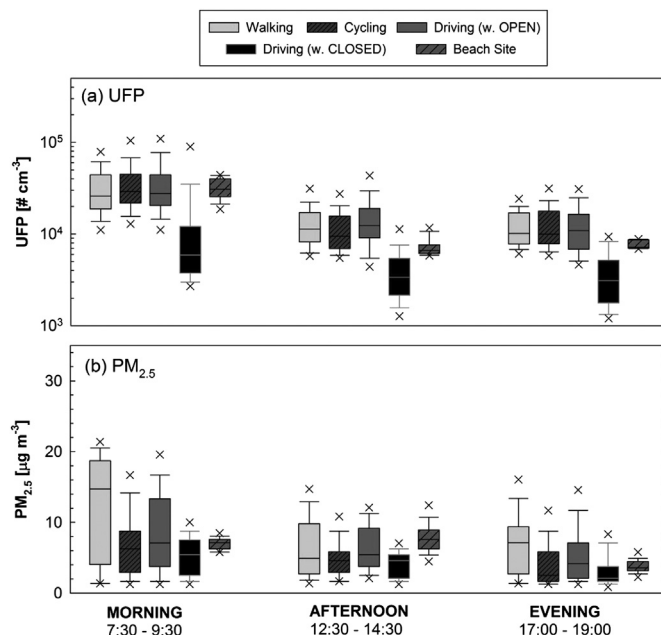 Walking Cycling Driving (w. OPEN)
Driving (w. CLOSED) Beach Site
(a) UFP
UFP [# cm-3]
10^5
10^4
10^3
(b) PM2.5
PM2.5 [µg m-3]
30
20
10
0
MORNING AFTERNOON EVENING
7:30 - 9:30 12:30 - 14:30 17:00 - 19:00